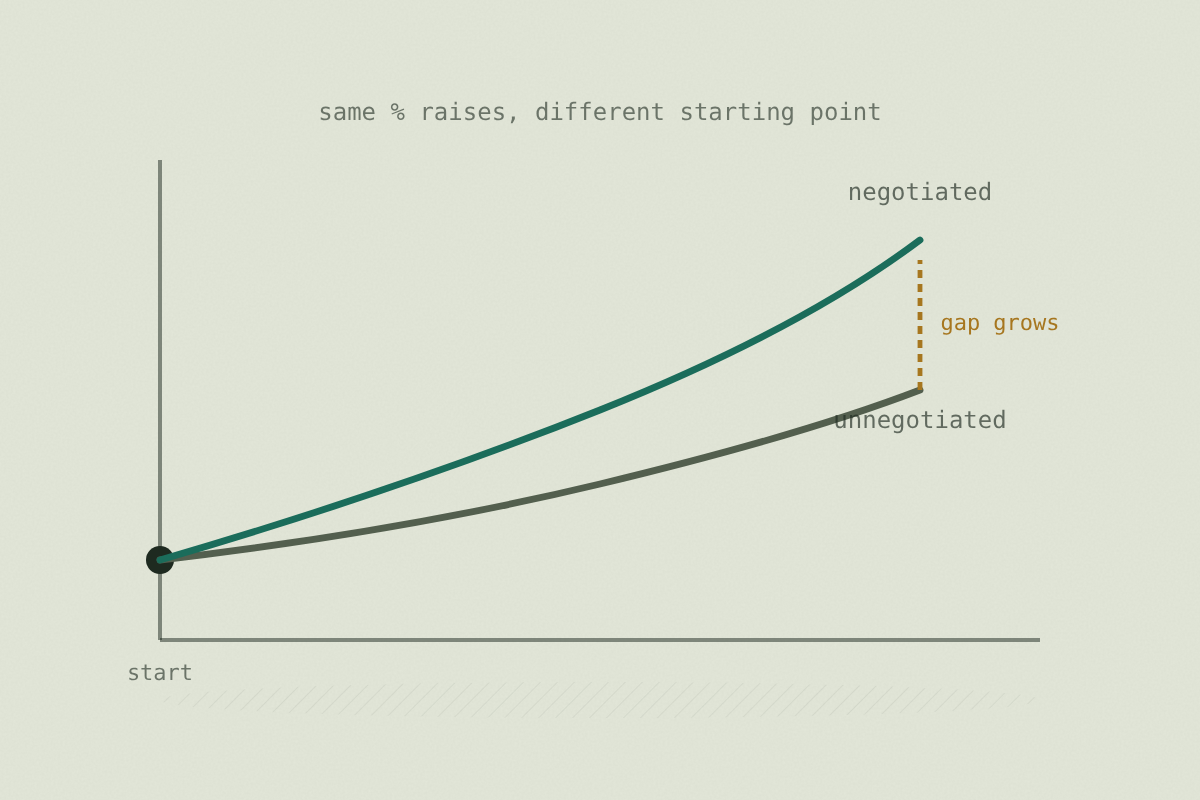 same % raises, different starting point
negotiated
gap grows
unnegotiated
start